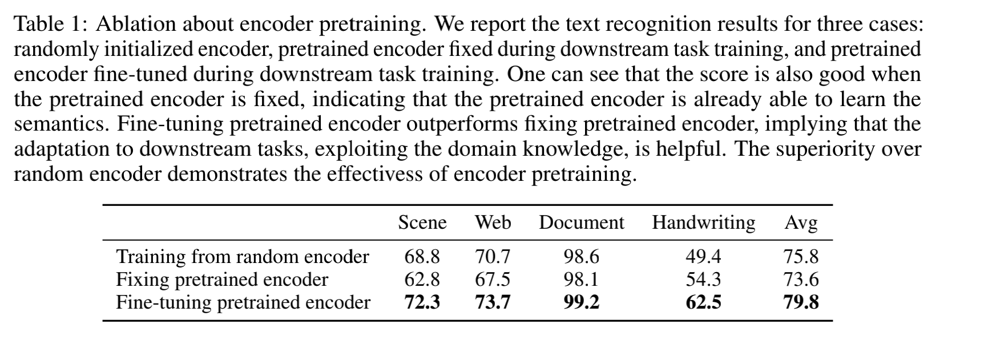 Table 1: Ablation about encoder pretraining. We report the text recognition results for three cases:
randomly initialized encoder, pretrained encoder fixed during downstream task training, and pretrained
encoder fine-tuned during downstream task training. One can see that the score is also good when
the pretrained encoder is fixed, indicating that the pretrained encoder is already able to learn the
semantics. Fine-tuning pretrained encoder outperforms fixing pretrained encoder, implying that the
adaptation to downstream tasks, exploiting the domain knowledge, is helpful. The superiority over
random encoder demonstrates the effectivess of encoder pretraining.
Scene Web Document Handwriting Avg
Training from random encoder 68.8 70.7 98.6 49.4 75.8
Fixing pretrained encoder 62.8 67.5 98.1 54.3 73.6
Fine-tuning pretrained encoder 72.3 73.7 99.2 62.5 79.8